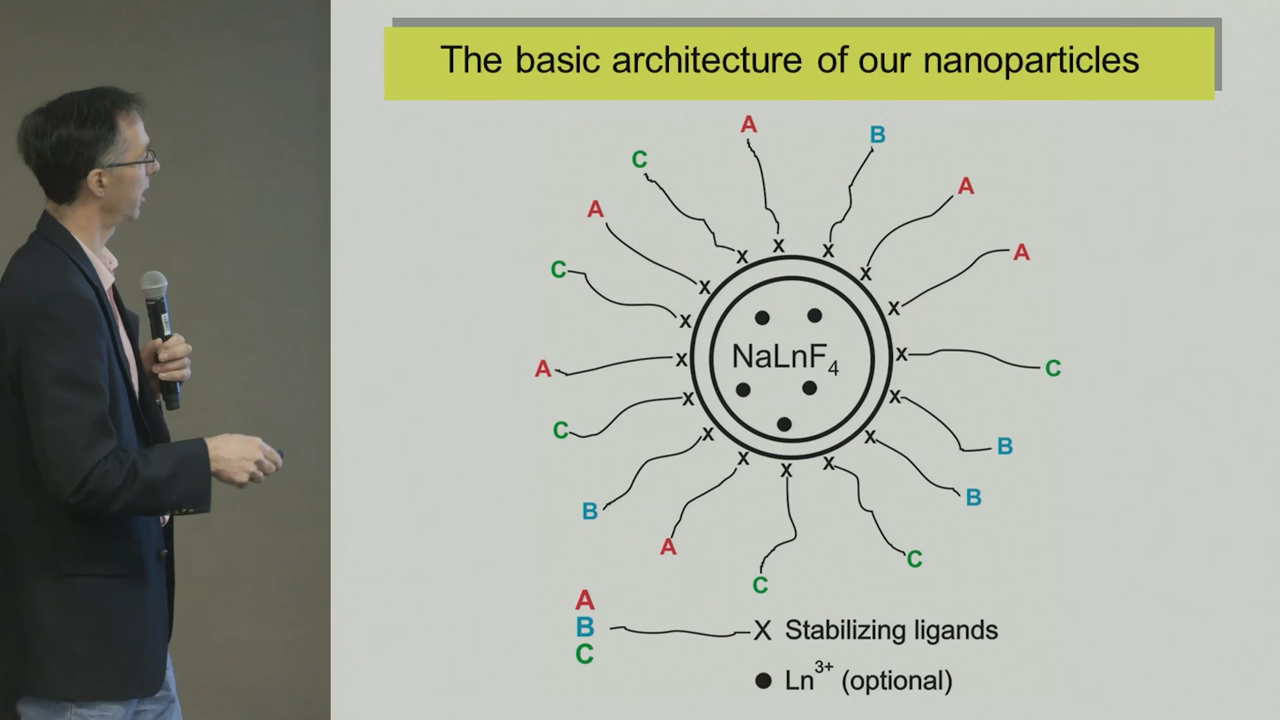 The basic architecture of our nanoparticles
A
B
C
A
A
x x x x A
C x
x x
x
A x NaLnF₄ x C
x x
C x x B
x x x
B
B
A
C
C
A
B X Stabilizing ligands
C
Ln³⁺ (optional)